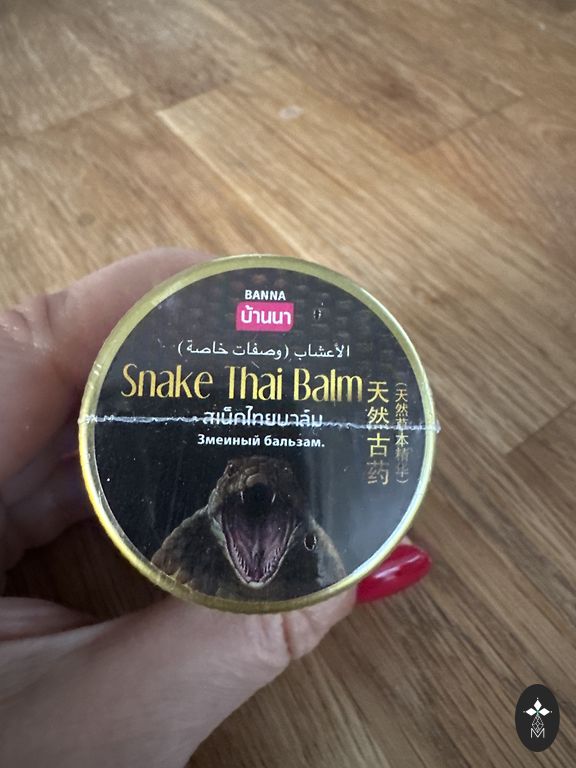 BANNA
บ้านนา
الأعشاب (وصفات خاصة)
Snake Thai Balm
สเน็คไทยบาล์ม
Змеиный бальзам.
天然古药
(天然草本精华)
M